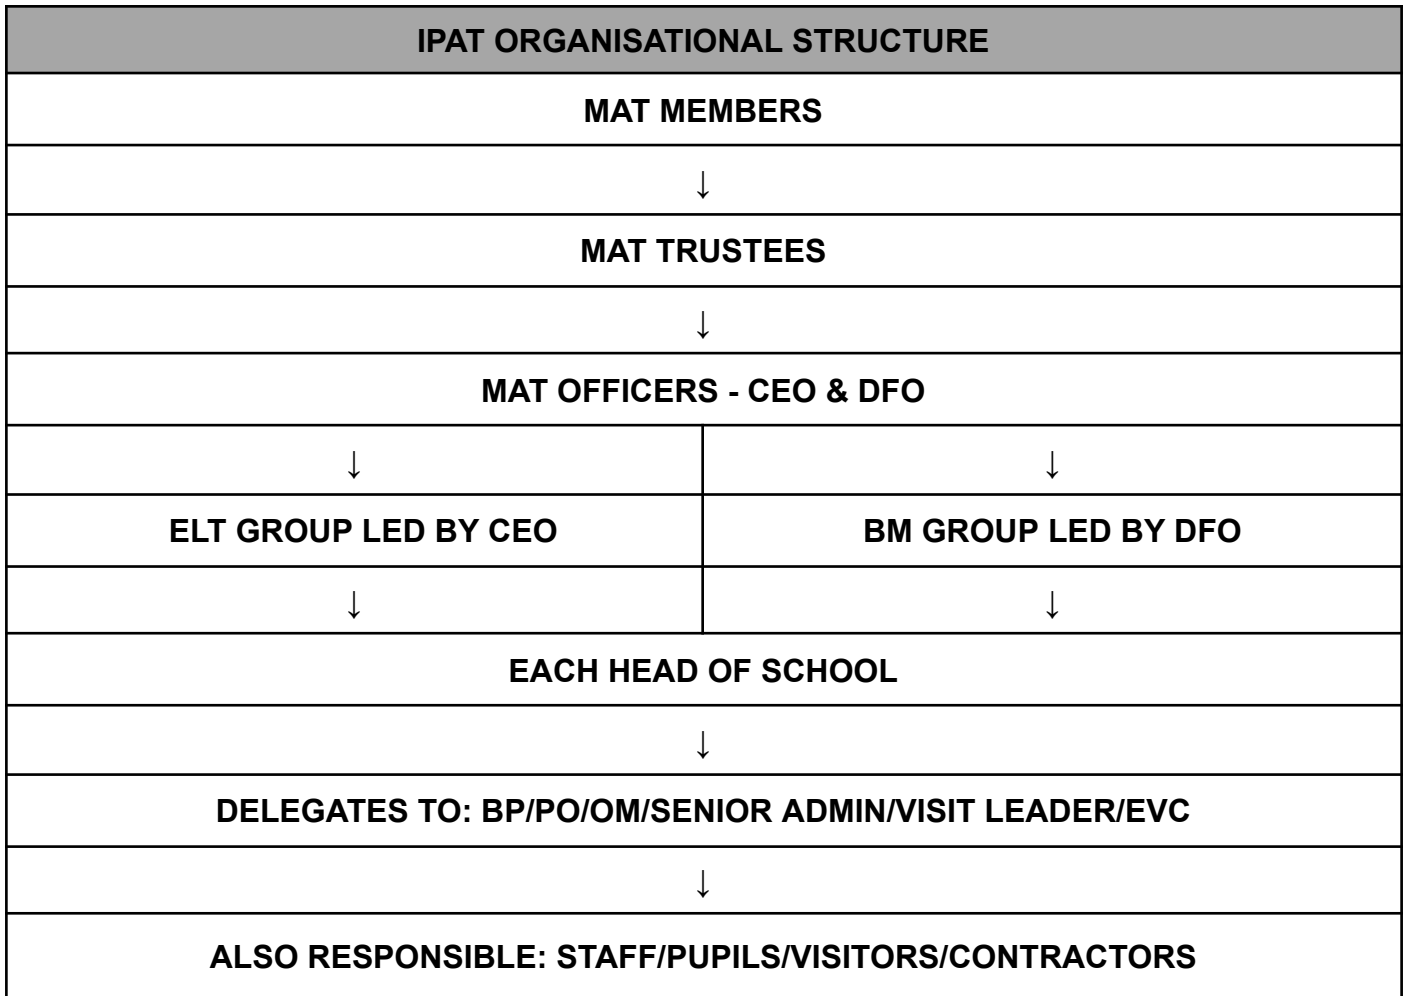 IPAT ORGANISATIONAL STRUCTURE
MAT MEMBERS
↓
MAT TRUSTEES
↓
MAT OFFICERS - CEO & DFO
↓ ↓
ELT GROUP LED BY CEO BM GROUP LED BY DFO
↓ ↓
EACH HEAD OF SCHOOL
↓
DELEGATES TO: BP/PO/OM/SENIOR ADMIN/VISIT LEADER/EVC
↓
ALSO RESPONSIBLE: STAFF/PUPILS/VISITORS/CONTRACTORS